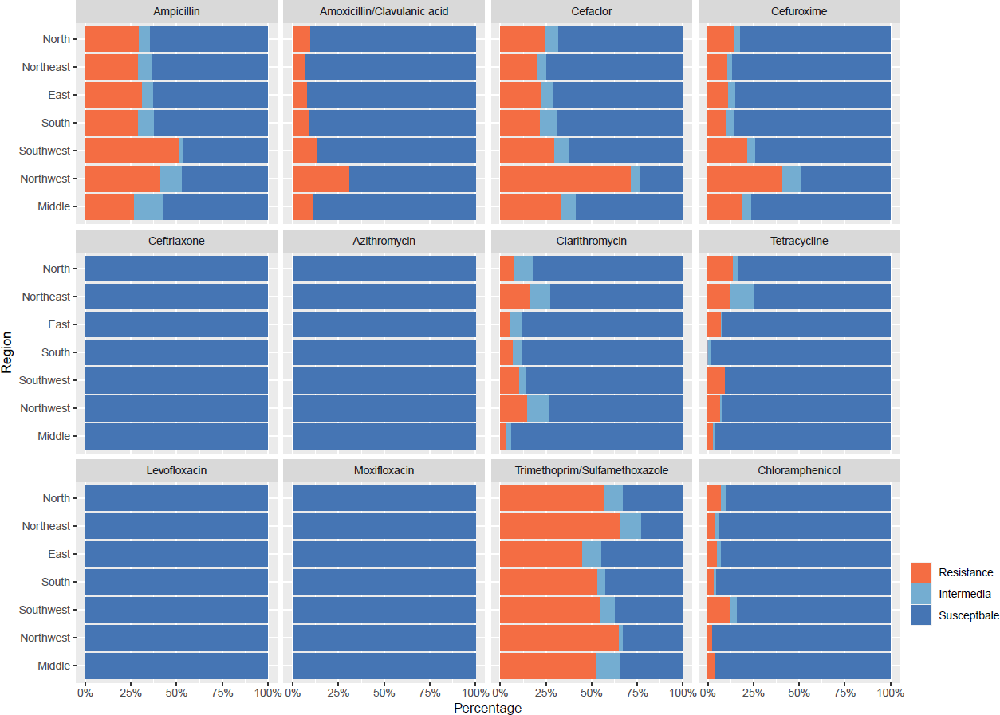 Ampicillin
Amoxicillin/Clavulanic acid
Cefaclor
Cefuroxime
North
Northeast
East
South
Southwest
Northwest
Middle
Ceftriaxone
Azithromycin
Clarithromycin
Tetracycline
North
Northeast
East
South
Southwest
Northwest
Middle
Levofloxacin
Moxifloxacin
Trimethoprim/Sulfamethoxazole
Chloramphenicol
North
Northeast
East
South
Southwest
Northwest
Middle
0% 25% 50% 75% 100%
0% 25% 50% 75% 100%
0% 25% 50% 75% 100%
0% 25% 50% 75% 100%
Percentage
Region
Resistance
Intermedia
Susceptbale